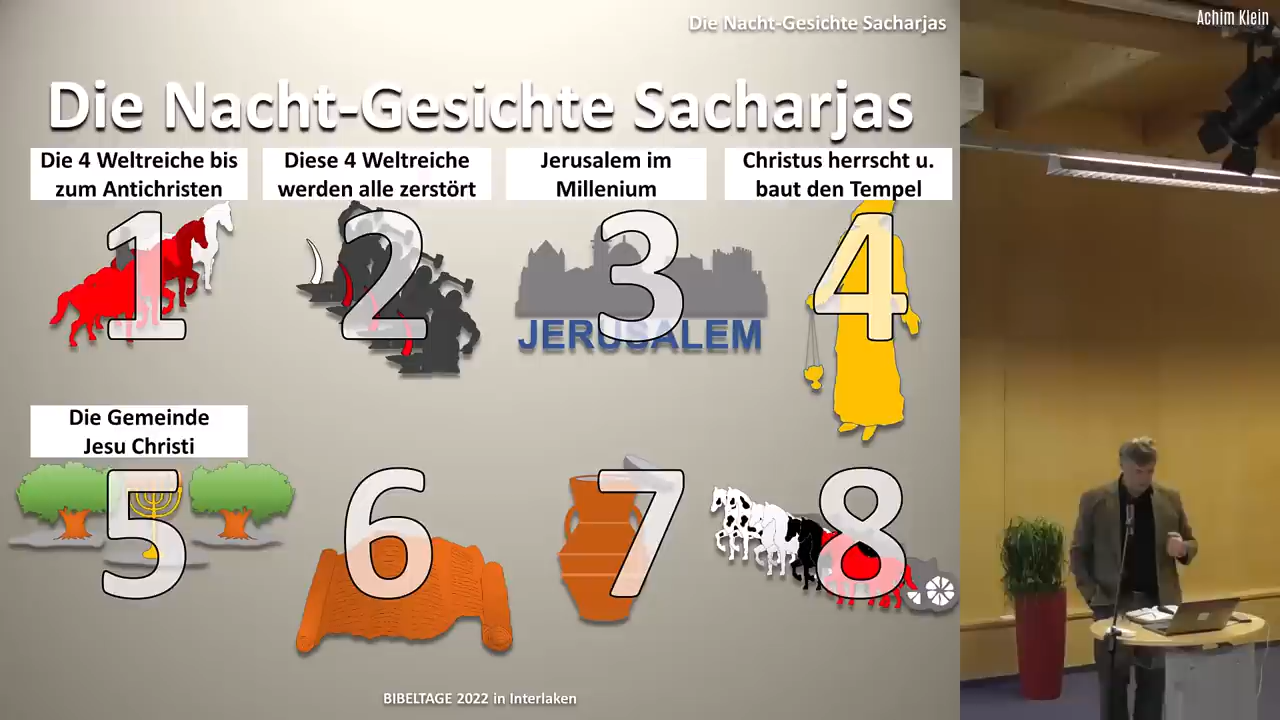 Die Nacht-Gesichte Sacharjas
Achim Klein
Die Nacht-Gesichte Sacharjas
Die 4 Weltreiche bis
zum Antichristen
Diese 4 Weltreiche
werden alle zerstört
Jerusalem im
Millenium
Christus herrscht u.
baut den Tempel
1
2
3
4
JERUSALEM
Die Gemeinde
Jesu Christi
5
6
7
8
BIBELTAGE 2022 in Interlaken